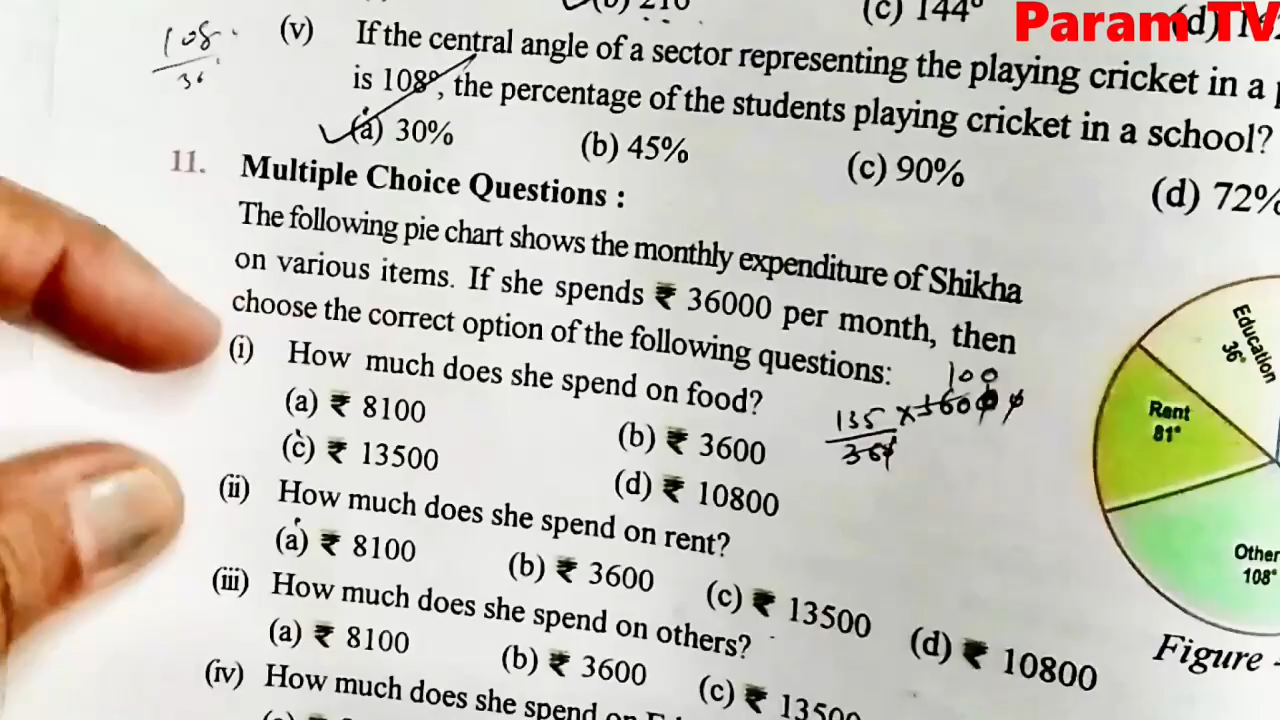 (b) 216
(c) 144°
Param TV
(d)
108
36
(v) If the central angle of a sector representing the playing cricket in a
is 108°, the percentage of the students playing cricket in a school?
(a) 30%
(b) 45%
(c) 90%
(d) 72%
11. Multiple Choice Questions :
The following pie chart shows the monthly expenditure of Shikha
on various items. If she spends ₹ 36000 per month, then
choose the correct option of the following questions:
(i) How much does she spend on food?
(a) ₹ 8100
(b) ₹ 3600
(c) ₹ 13500
(d) ₹ 10800
100
135 × 36000
360
(ii) How much does she spend on rent?
(a) ₹ 8100
(b) ₹ 3600
(c) ₹ 13500
(d) ₹ 10800
(iii) How much does she spend on others?
(a) ₹ 8100
(b) ₹ 3600
(c) ₹ 13500
(iv) How much does she spend on
Education
36°
Rent
81°
Other
108°
Figure